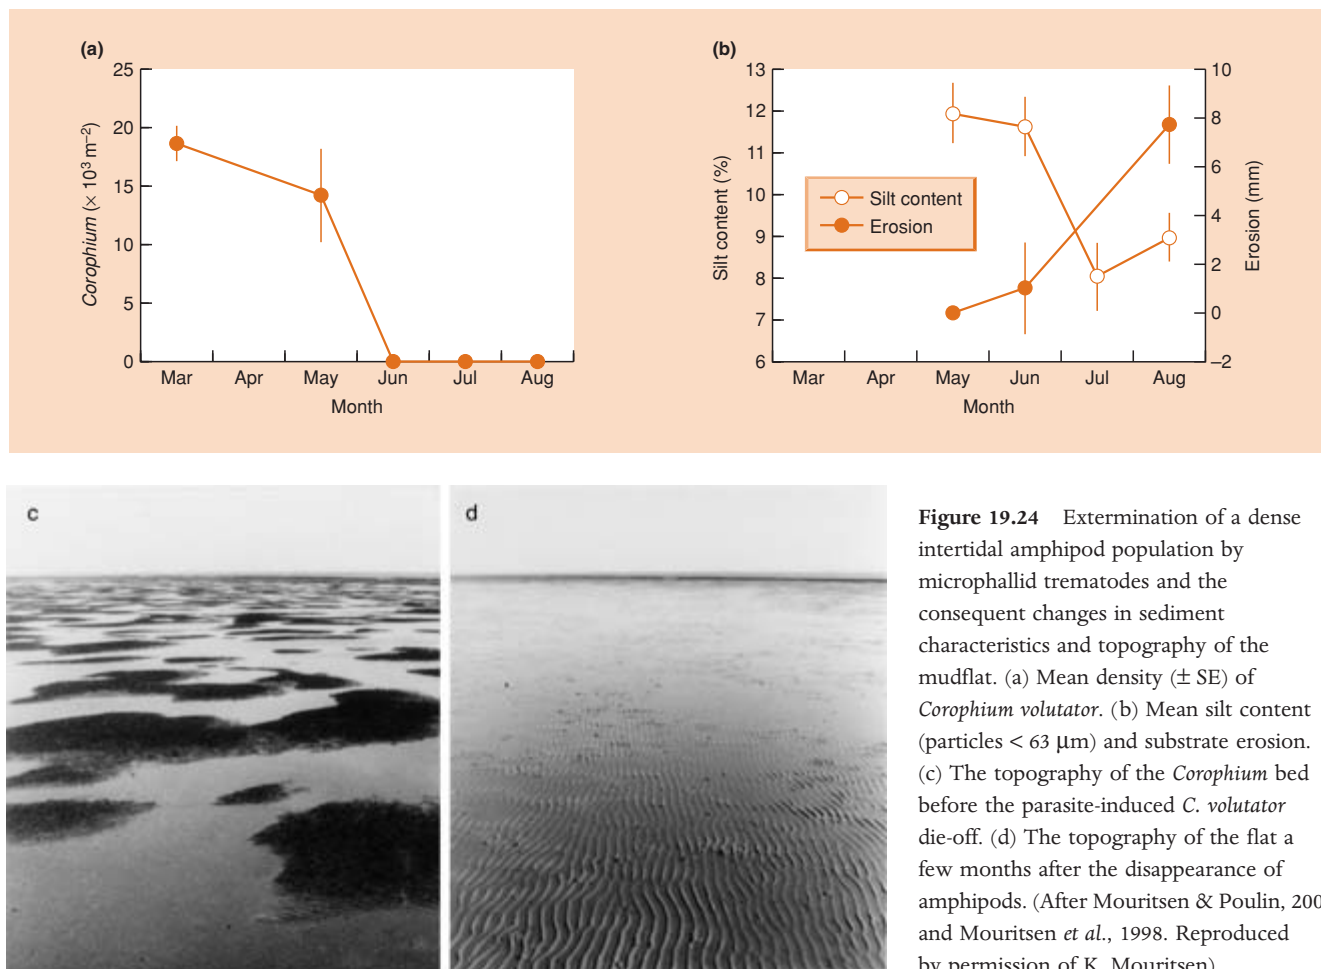 (a)
25
20
15
10
5
0
Corophium (× 10³ m⁻²)
Mar Apr May Jun Jul Aug
Month
(b)
13
12
11
10
9
8
7
6
Silt content (%)
Silt content
Erosion
10
8
6
4
2
0
–2
Erosion (mm)
Mar Apr May Jun Jul Aug
Month
c
d
Figure 19.24 Extermination of a dense
intertidal amphipod population by
microphallid trematodes and the
consequent changes in sediment
characteristics and topography of the
mudflat. (a) Mean density (± SE) of
Corophium volutator. (b) Mean silt content
(particles < 63 μm) and substrate erosion.
(c) The topography of the Corophium bed
before the parasite-induced C. volutator
die-off. (d) The topography of the flat a
few months after the disappearance of
amphipods. (After Mouritsen & Poulin,
and Mouritsen et al., 1998. Reproduced
by permission of K. Mouritsen)